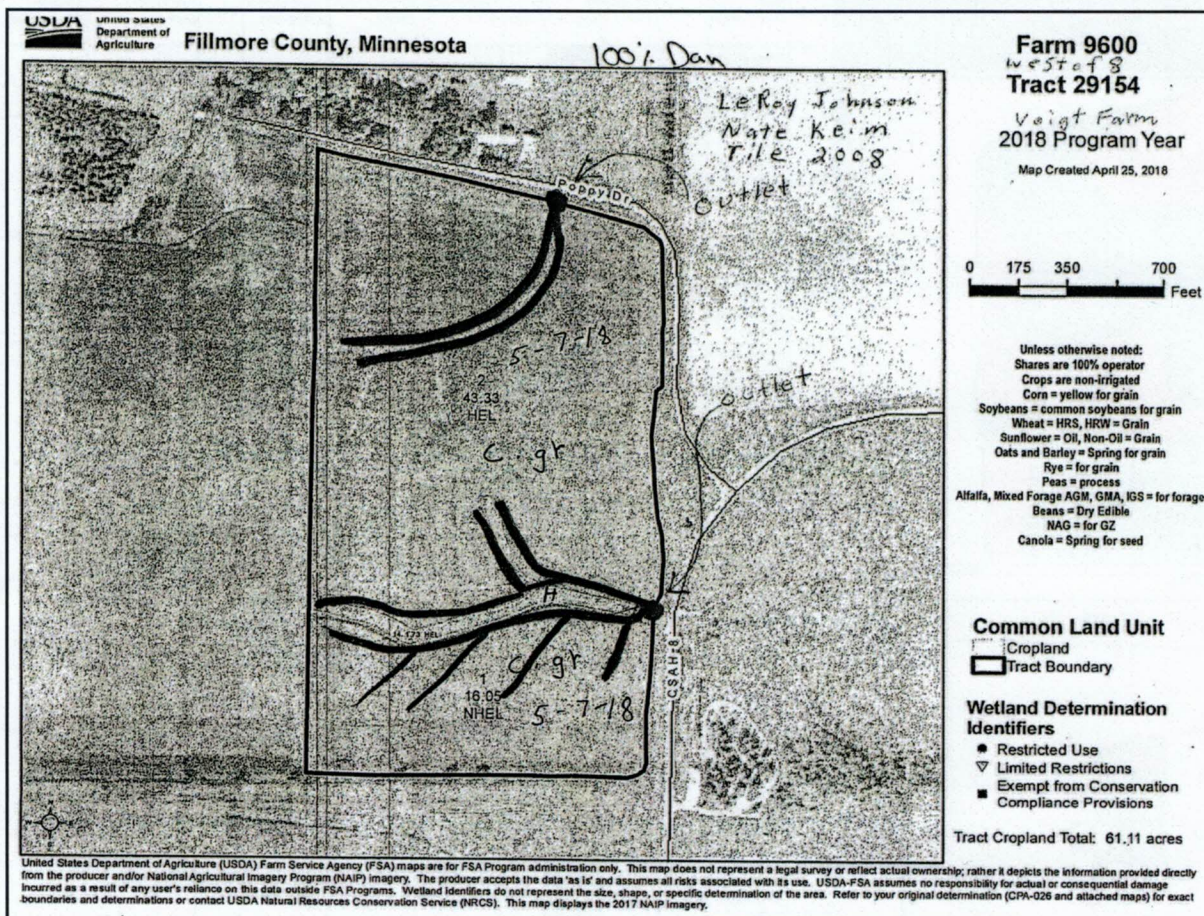 USDA
United States
Department of
Agriculture
Fillmore County, Minnesota
100% Dan
Farm 9600
West of 8
Tract 29154
Voigt Farm
2018 Program Year
Map Created April 25, 2018
LeRoy Johnson
Nate Keim
Tile 2008
Outlet
Poppy Dr
0 175 350 700
Feet
5-7-18
2
43.33
HEL
C gr
outlet
Unless otherwise noted:
Shares are 100% operator
Crops are non-irrigated
Corn = yellow for grain
Soybeans = common soybeans for grain
Wheat = HRS, HRW = Grain
Sunflower = Oil, Non-Oil = Grain
Oats and Barley = Spring for grain
Rye = for grain
Peas = process
Alfalfa, Mixed Forage AGM, GMA, IGS = for forage
Beans = Dry Edible
NAG = for GZ
Canola = Spring for seed
H
HEL
C gr
1
16.05
NHEL
5-7-18
CSAH 8
Common Land Unit
Cropland
Tract Boundary
Wetland Determination
Identifiers
Restricted Use
Limited Restrictions
Exempt from Conservation
Compliance Provisions
Tract Cropland Total: 61.11 acres
United States Department of Agriculture (USDA) Farm Service Agency (FSA) maps are for FSA Program administration only. This map does not represent a legal survey or reflect actual ownership; rather it depicts the information provided directly
from the producer and/or National Agricultural Imagery Program (NAIP) imagery. The producer accepts the data 'as is' and assumes all risks associated with its use. USDA-FSA assumes no responsibility for actual or consequential damage
incurred as a result of any user's reliance on this data outside FSA Programs. Wetland identifiers do not represent the size, shape, or specific determination of the area. Refer to your original determination (CPA-026 and attached maps) for exact
boundaries and determinations or contact USDA Natural Resources Conservation Service (NRCS). This map displays the 2017 NAIP imagery.